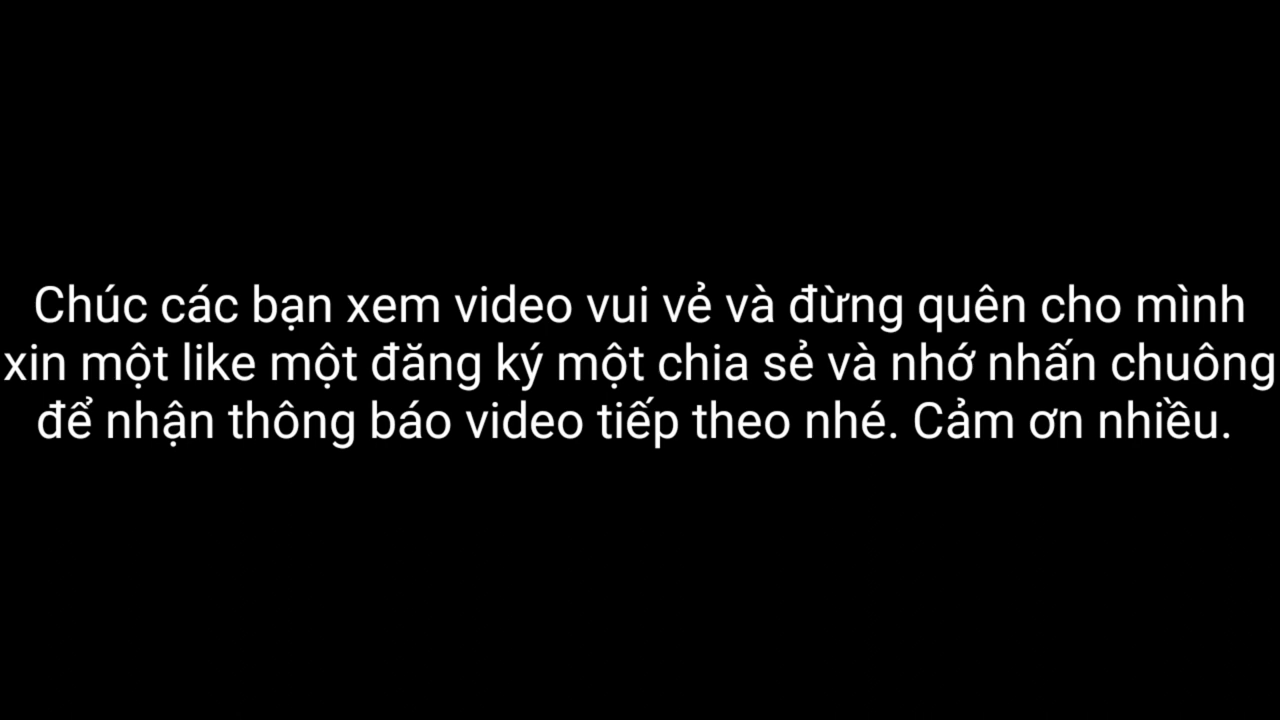 Chúc các bạn xem video vui vẻ và đừng quên cho mình
xin một like một đăng ký một chia sẻ và nhớ nhấn chuông
để nhận thông báo video tiếp theo nhé. Cảm ơn nhiều.